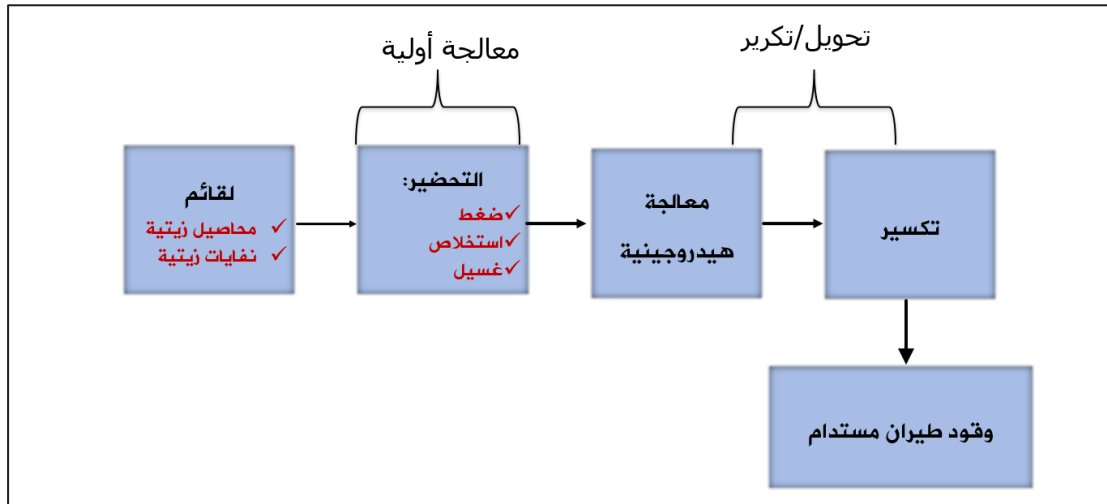 معالجة أولية
تحويل/تكرير
لقائم
محاصيل زيتية
نفايات زيتية
التحضير:
ضغط
استخلاص
غسيل
معالجة
هيدروجينية
تكسير
وقود طيران مستدام